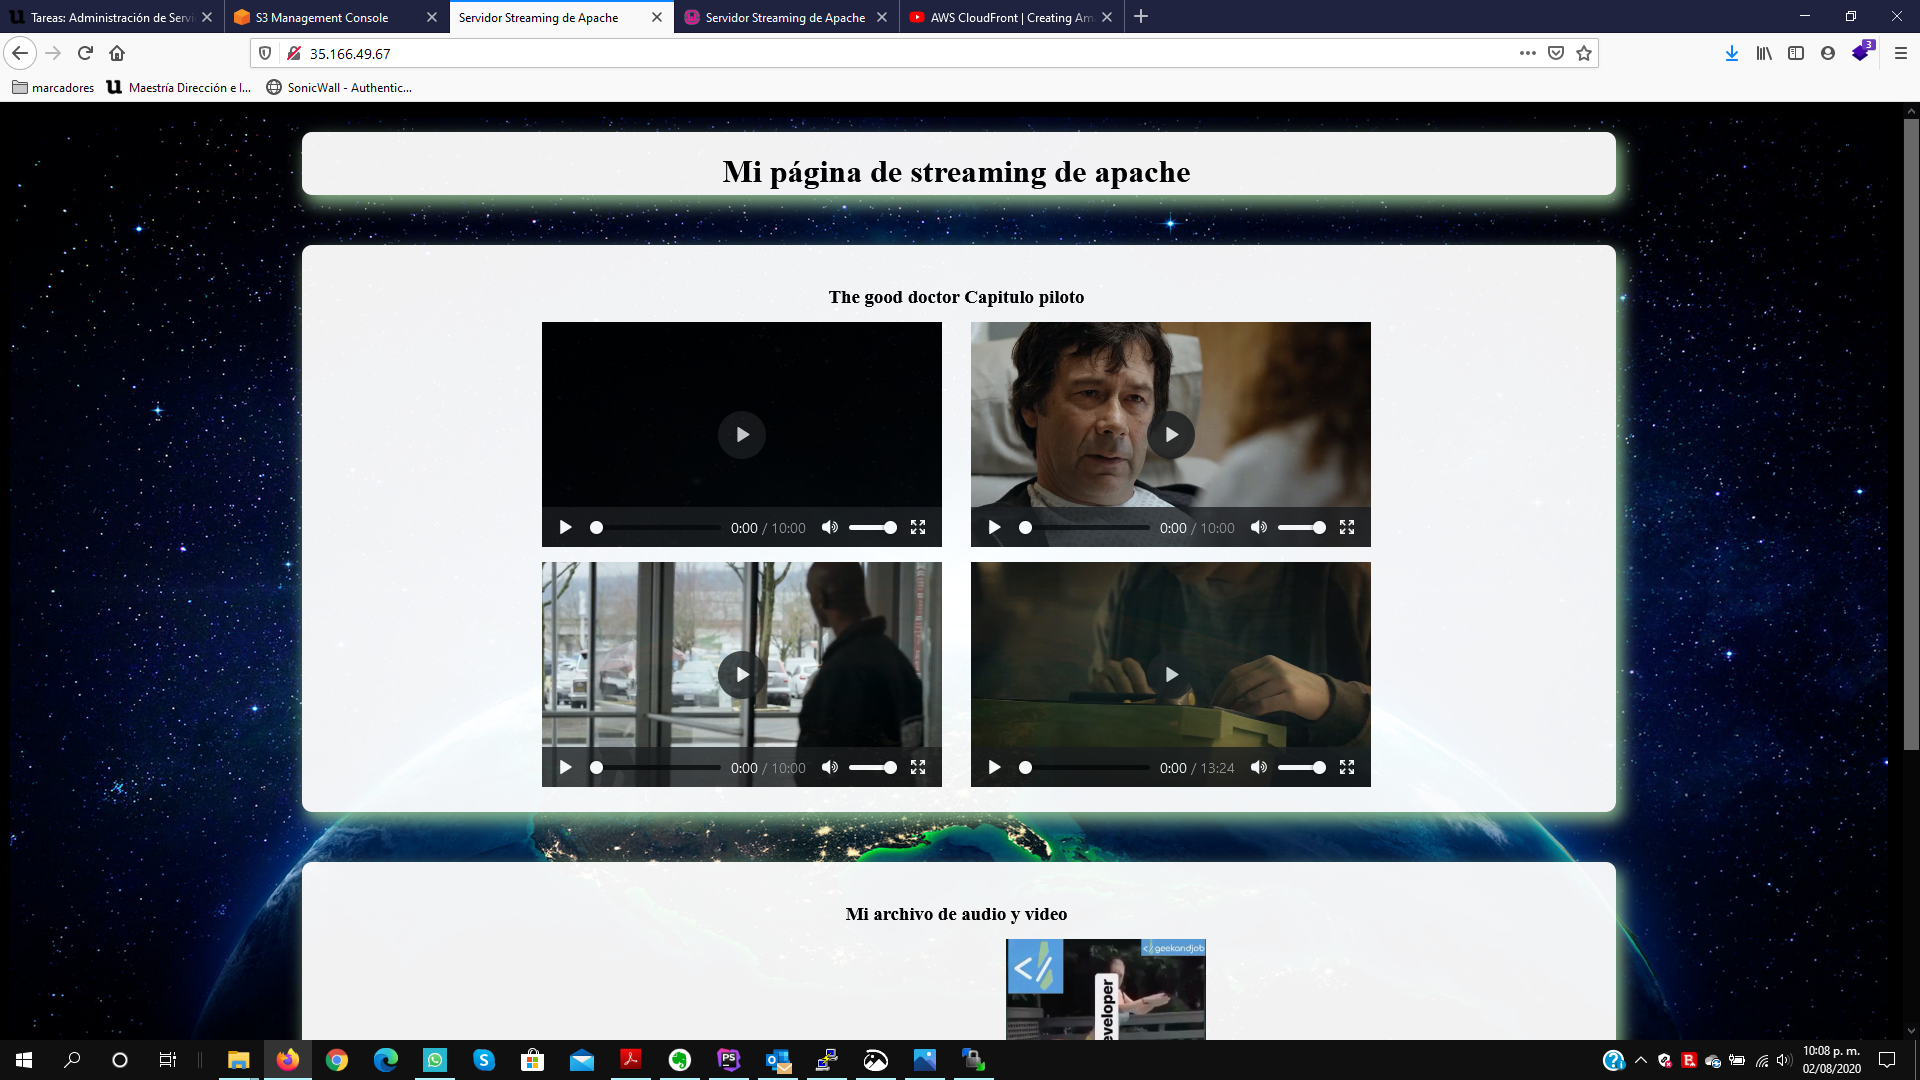 Tareas: Administración de Servi
S3 Management Console
Servidor Streaming de Apache
Servidor Streaming de Apache
AWS CloudFront | Creating Am
35.166.49.67
3
marcadores
Maestría Dirección e I...
SonicWall - Authentic...
Mi página de streaming de apache
The good doctor Capitulo piloto
0:00 / 10:00
0:00 / 10:00
0:00 / 10:00
0:00 / 13:24
Mi archivo de audio y video
</> geekandjob
</>
eveloper
10:08 p. m.
02/08/2020